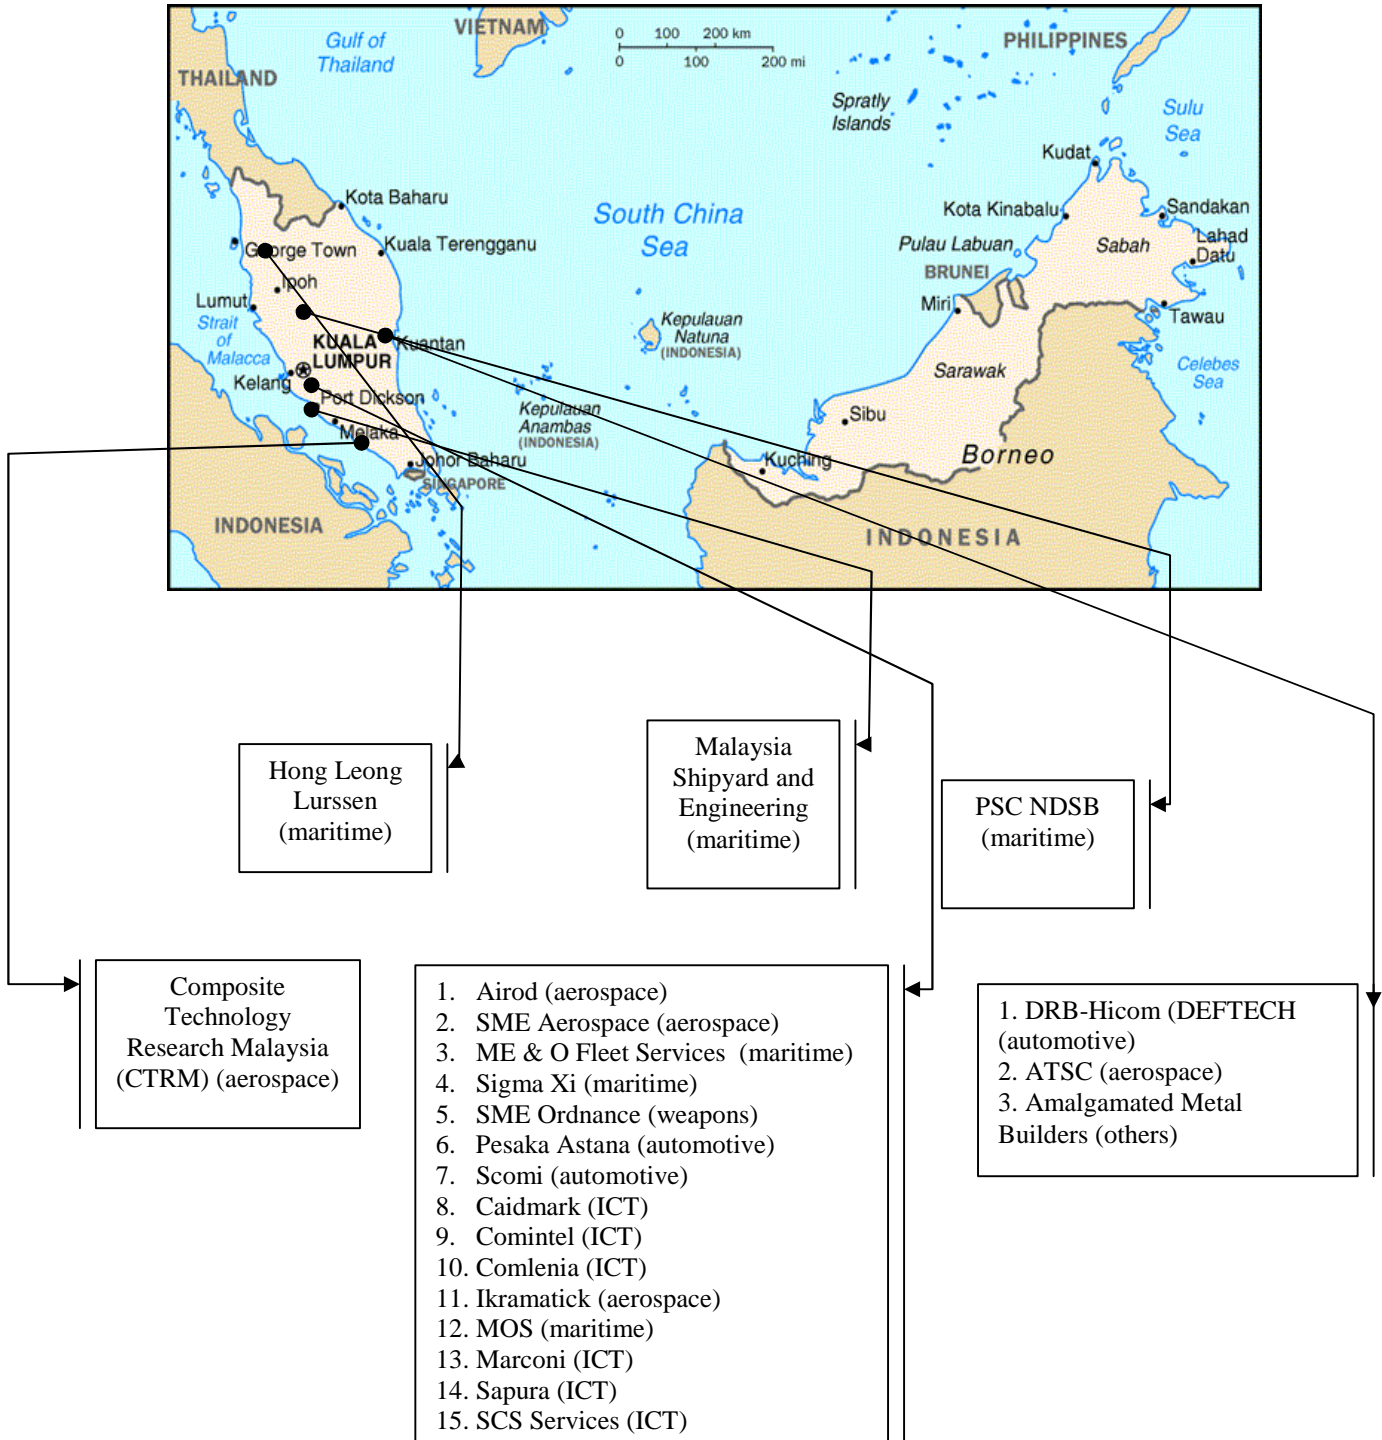 VIETNAM
PHILIPPINES
Gulf of
Thailand
0 100 200 km
0 100 200 mi
THAILAND
Spratly
Islands
Sulu
Sea
Kudat
Kota Baharu
South China
Sea
Kota Kinabalu
Sandakan
George Town
Kuala Terengganu
Pulau Labuan
Sabah
Lahad
Datu
BRUNEI
Ipoh
Lumut
Miri
Tawau
Strait
of
Malacca
KUALA
LUMPUR
Kuantan
Kepulauan
Natuna
(INDONESIA)
Celebes
Sea
Kelang
Sarawak
Port Dickson
Kepulauan
Anambas
(INDONESIA)
Sibu
Melaka
Borneo
Johor Baharu
Kuching
SINGAPORE
INDONESIA
INDONESIA
Hong Leong
Lurssen
(maritime)
Malaysia
Shipyard and
Engineering
(maritime)
PSC NDSB
(maritime)
Composite
Technology
Research Malaysia
(CTRM) (aerospace)
1. Airod (aerospace)
2. SME Aerospace (aerospace)
3. ME & O Fleet Services (maritime)
4. Sigma Xi (maritime)
5. SME Ordnance (weapons)
6. Pesaka Astana (automotive)
7. Scomi (automotive)
8. Caidmark (ICT)
9. Comintel (ICT)
10. Comlenia (ICT)
11. Ikramatick (aerospace)
12. MOS (maritime)
13. Marconi (ICT)
14. Sapura (ICT)
15. SCS Services (ICT)
1. DRB-Hicom (DEFTECH
(automotive)
2. ATSC (aerospace)
3. Amalgamated Metal
Builders (others)